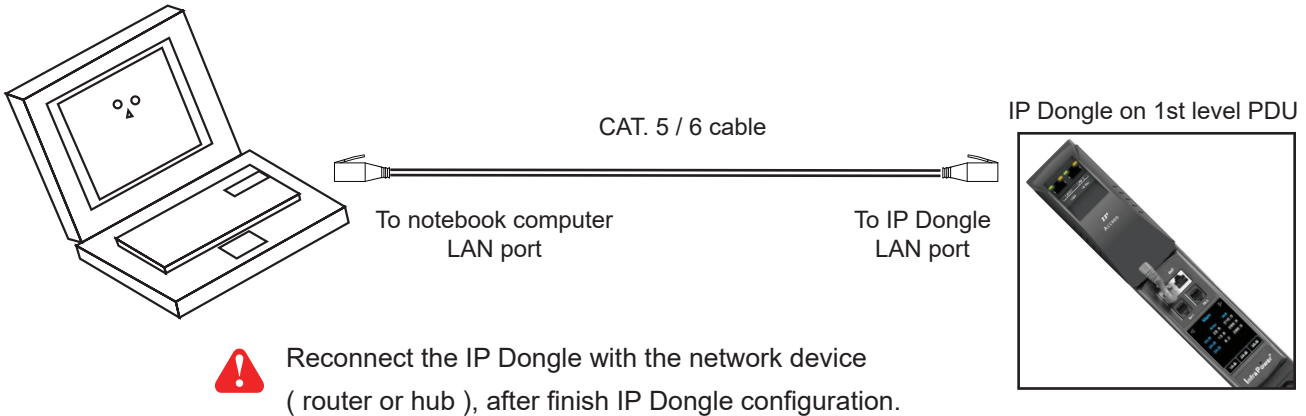 IP Dongle on 1st level PDU
CAT. 5 / 6 cable
To notebook computer
LAN port
To IP Dongle
LAN port
InfraPower
Reconnect the IP Dongle with the network device
( router or hub ), after finish IP Dongle configuration.